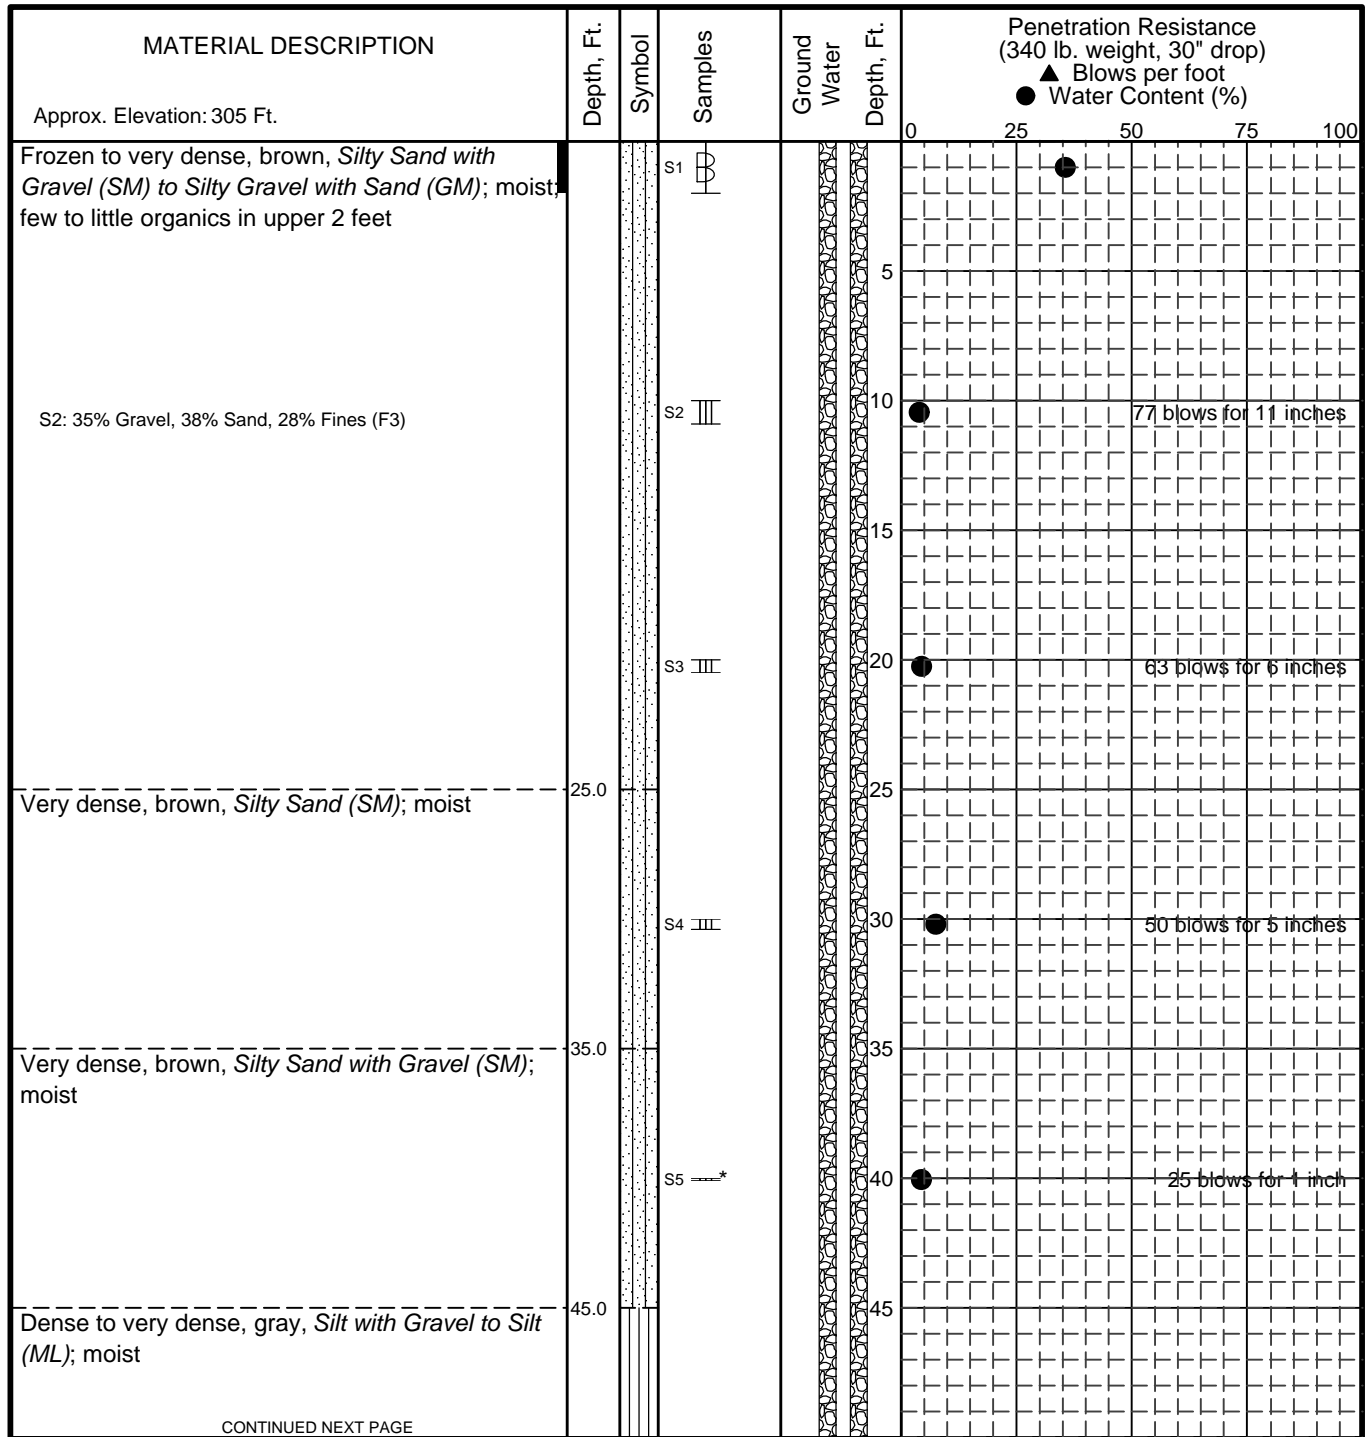 MATERIAL DESCRIPTION
Approx. Elevation: 305 Ft.
Depth, Ft.
Symbol
Samples
Ground
Water
Depth, Ft.
Penetration Resistance
(340 lb. weight, 30" drop)
▲ Blows per foot
● Water Content (%)
0 25 50 75 100
Frozen to very dense, brown, Silty Sand with
Gravel (SM) to Silty Gravel with Sand (GM); moist;
few to little organics in upper 2 feet
S1
5
S2: 35% Gravel, 38% Sand, 28% Fines (F3)
S2
10
77 blows for 11 inches
15
S3
20
63 blows for 6 inches
25.0
25
Very dense, brown, Silty Sand (SM); moist
S4
30
50 blows for 5 inches
35.0
35
Very dense, brown, Silty Sand with Gravel (SM);
moist
S5 *
40
25 blows for 1 inch
45.0
45
Dense to very dense, gray, Silt with Gravel to Silt
(ML); moist
CONTINUED NEXT PAGE